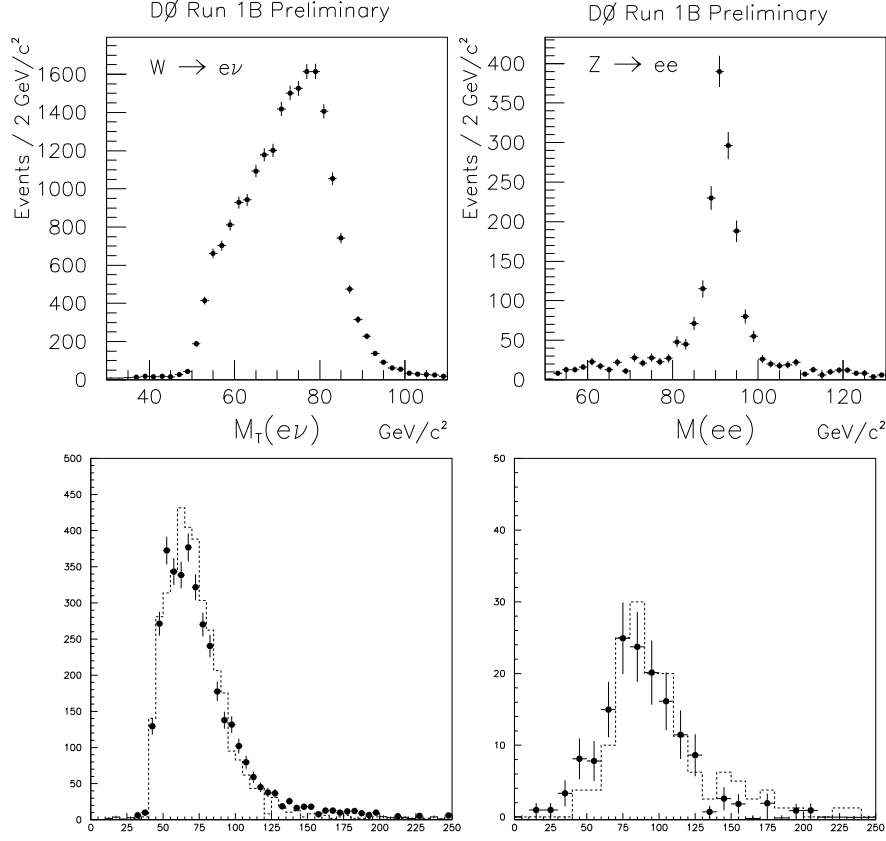 DØ Run 1B Preliminary
W → eν
Events / 2 GeV/c²
1600
1400
1200
1000
800
600
400
200
0
40 60 80 100
M_T(eν) GeV/c²
DØ Run 1B Preliminary
Z → ee
Events / 2 GeV/c²
400
350
300
250
200
150
100
50
0
60 80 100 120
M(ee) GeV/c²
500
450
400
350
300
250
200
150
100
50
0
0 25 50 75 100 125 150 175 200 225 250
50
40
30
20
10
0
0 25 50 75 100 125 150 175 200 225 250